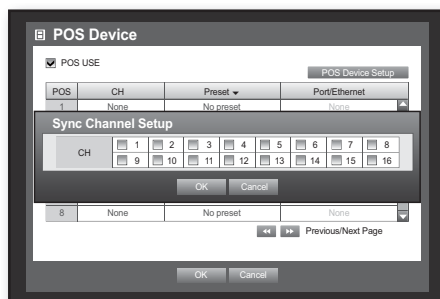 POS Device
POS USE
POS Device Setup
POS CH Preset Port/Ethernet
1 None No preset None
Sync Channel Setup
CH 1 2 3 4 5 6 7 8
9 10 11 12 13 14 15 16
OK Cancel
8 None No preset None
Previous/Next Page
OK Cancel